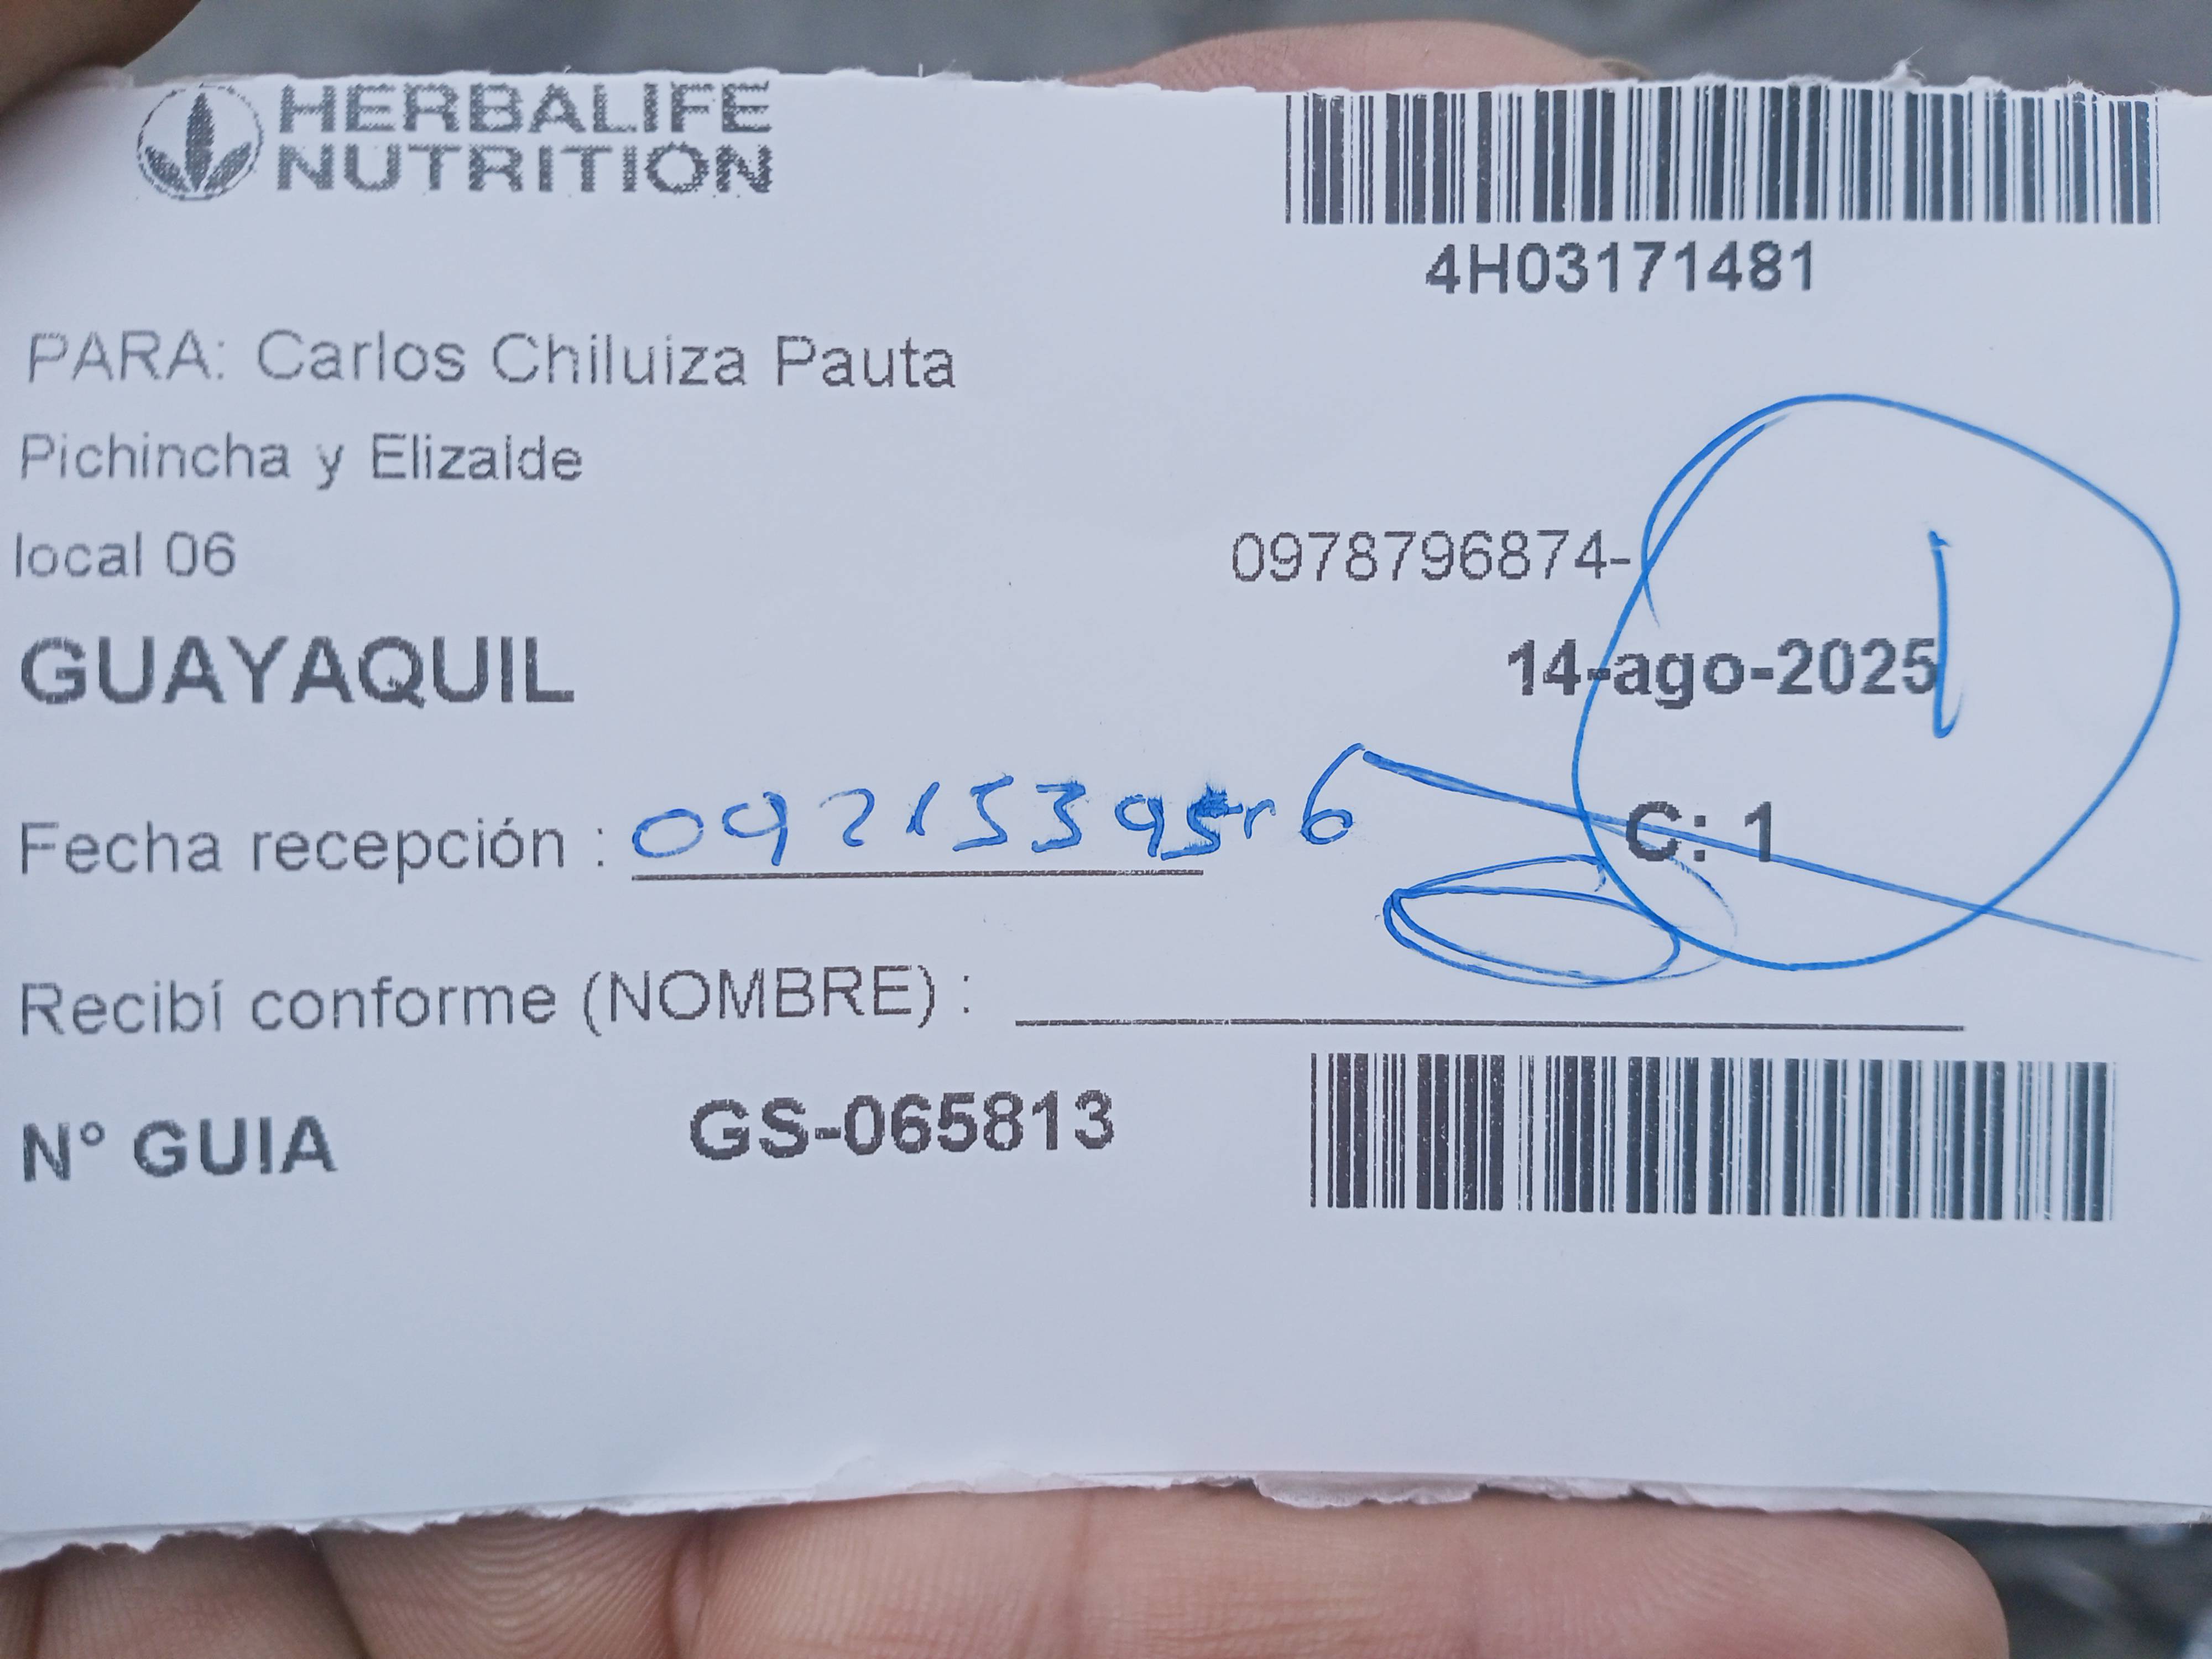 HERBALIFE
NUTRITION
4H03171481
PARA: Carlos Chiluiza Pauta
Pichincha y Elizalde
local 06
0978796874-
GUAYAQUIL
14-ago-2025
1
C: 1
Fecha recepción :
Recibí conforme (NOMBRE) :
N° GUIA GS-065813